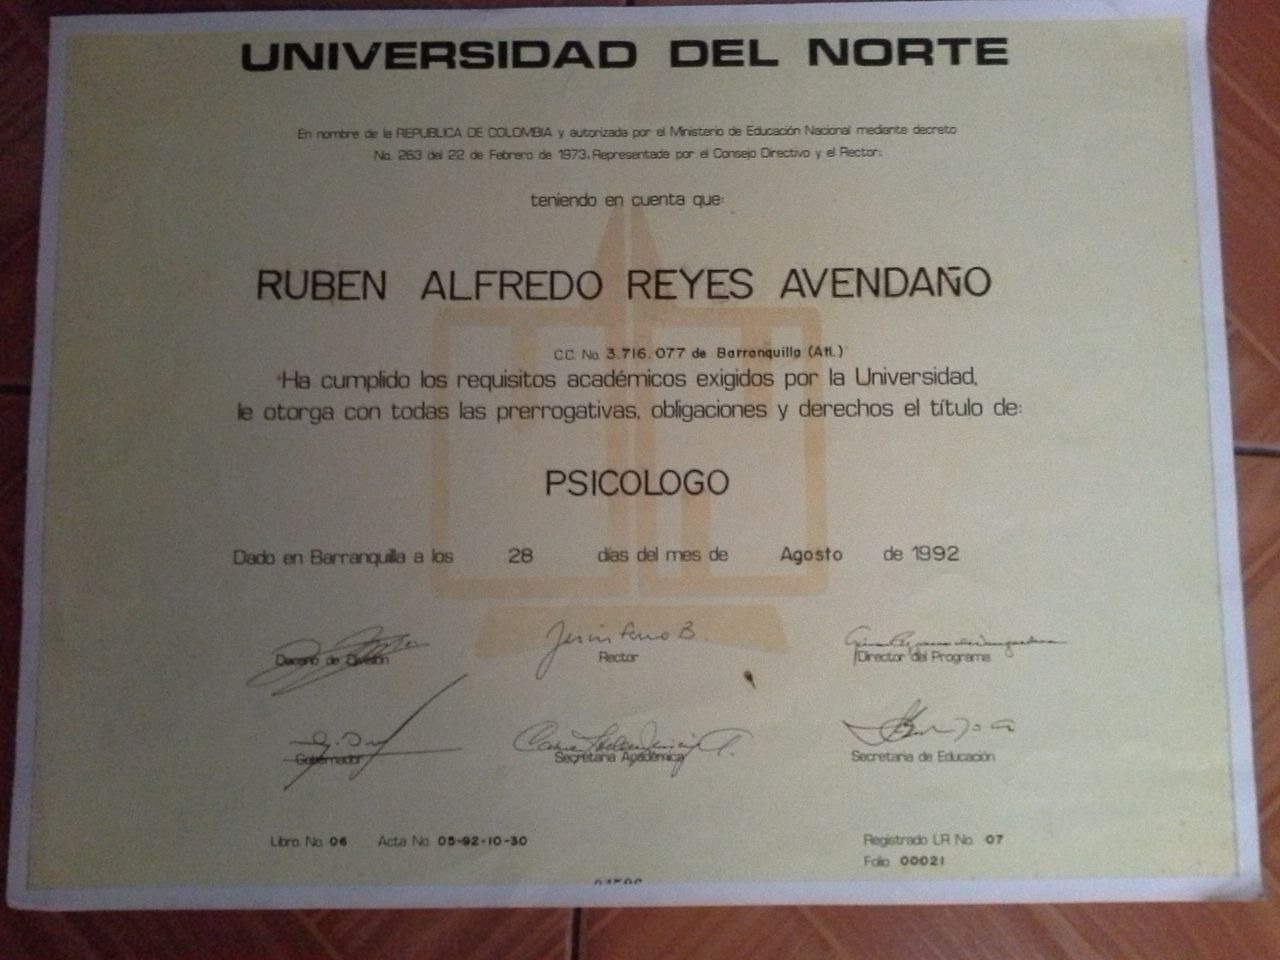 UNIVERSIDAD DEL NORTE
En nombre de la REPUBLICA DE COLOMBIA y autorizada por el Ministerio de Educación Nacional mediante decreto
No. 263 del 22 de Febrero de 1973, Representada por el Consejo Directivo y el Rector:
teniendo en cuenta que:
RUBEN ALFREDO REYES AVENDAÑO
C.C. No. 3.716.077 de Barranquilla (Atl.)
Ha cumplido los requisitos académicos exigidos por la Universidad,
le otorga con todas las prerrogativas, obligaciones y derechos el título de:
PSICOLOGO
Dado en Barranquilla a los 28 días del mes de Agosto de 1992
Decano de División Rector Director del Programa
Gobernador Secretaria Académica Secretaria de Educación
Libro No. 06 Acta No. 05-92-10-30 Registrado LR No. 07
Folio 00021